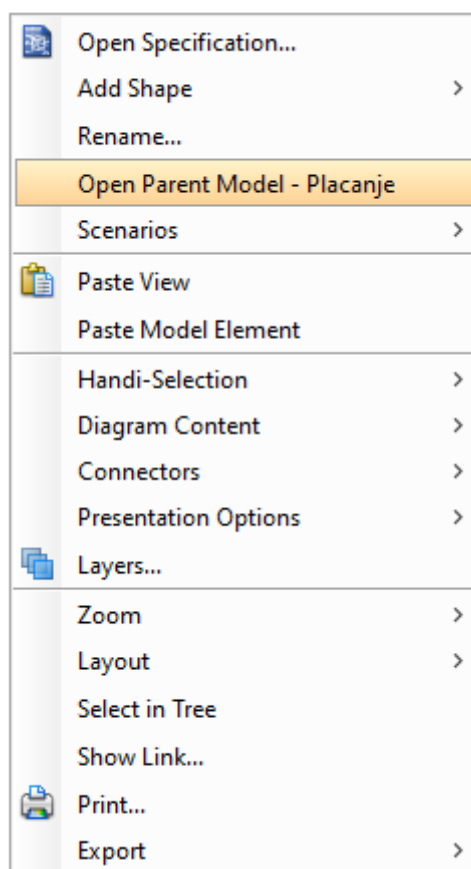 Open Specification...
Add Shape
Rename...
Open Parent Model - Placanje
Scenarios
Paste View
Paste Model Element
Handi-Selection
Diagram Content
Connectors
Presentation Options
Layers...
Zoom
Layout
Select in Tree
Show Link...
Print...
Export